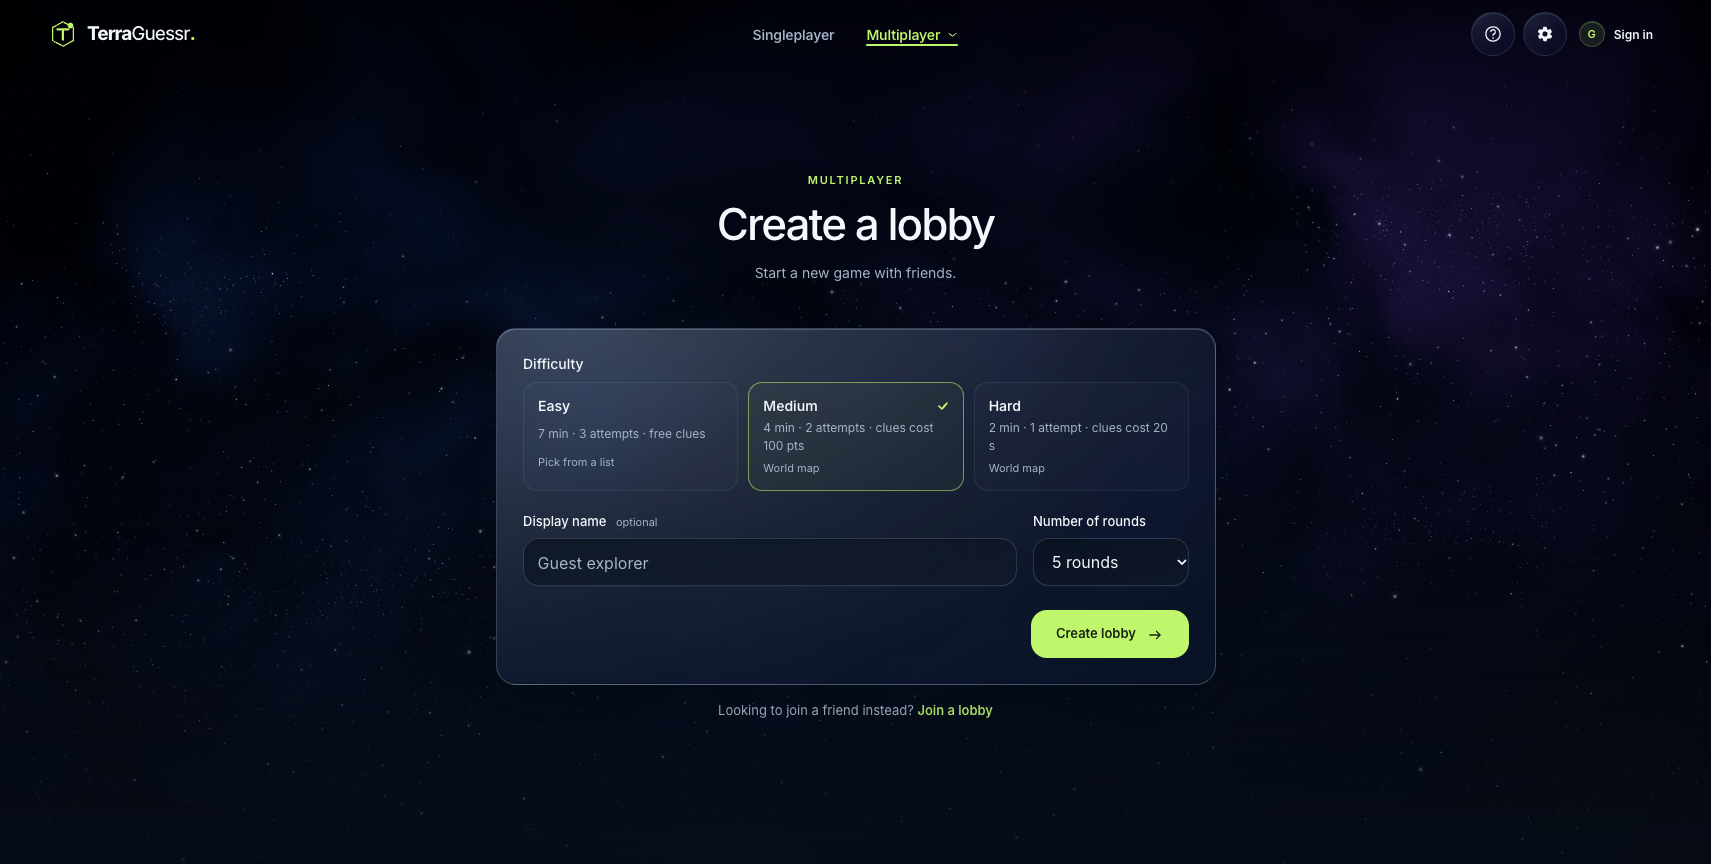 TerraGuessr.
Singleplayer
Multiplayer
G
Sign in
MULTIPLAYER
Create a lobby
Start a new game with friends.
Difficulty
Easy
7 min · 3 attempts · free clues
Pick from a list
Medium
4 min · 2 attempts · clues cost
100 pts
World map
Hard
2 min · 1 attempt · clues cost 20
s
World map
Display name optional
Guest explorer
Number of rounds
5 rounds
Create lobby →
Looking to join a friend instead? Join a lobby